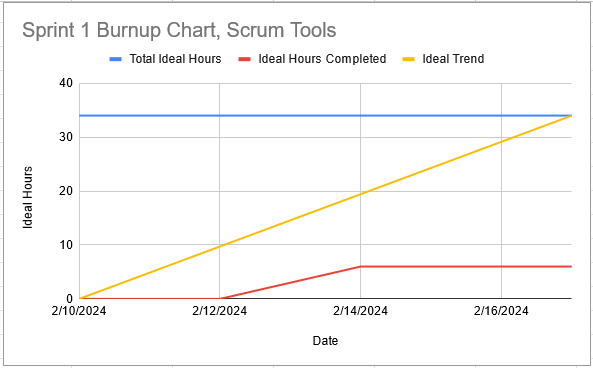 Sprint 1 Burnup Chart, Scrum Tools
Total Ideal Hours Ideal Hours Completed Ideal Trend
40
30
20
10
0
Ideal Hours
2/10/2024 2/12/2024 2/14/2024 2/16/2024
Date